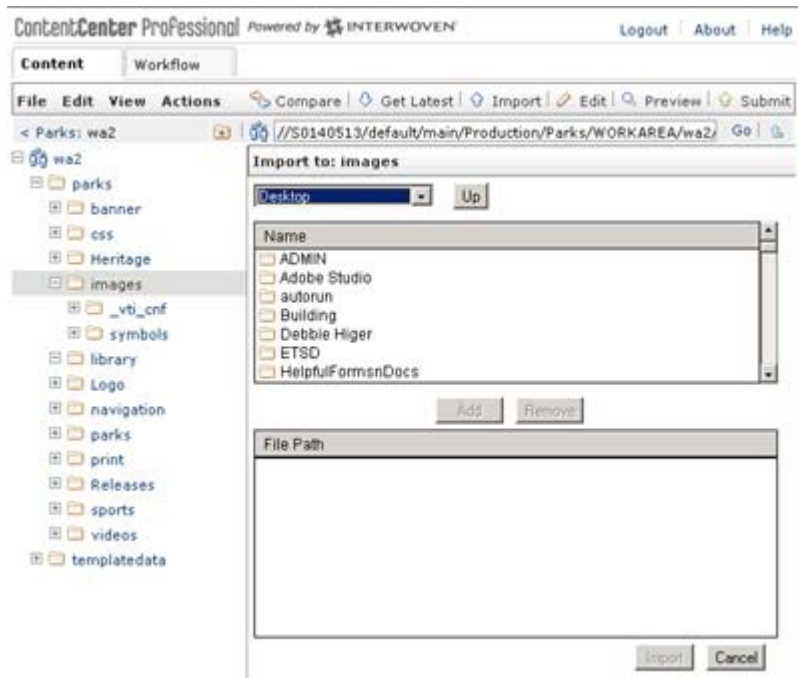 ContentCenter Professional Powered by INTERWOVEN Logout About Help
Content Workflow
File Edit View Actions Compare Get Latest Import Edit Preview Submit
< Parks: wa2 //S0140513/default/main/Production/Parks/WORKAREA/wa2/ Go
wa2
parks
banner
css
Heritage
images
_vti_cnf
symbols
library
Logo
navigation
parks
print
Releases
sports
videos
templatedata
Import to: images
Desktop Up
Name
ADMIN
Adobe Studio
autorun
Building
Debbie Higer
ETSD
HelpfulFormsnDocs
Add Remove
File Path
Import Cancel